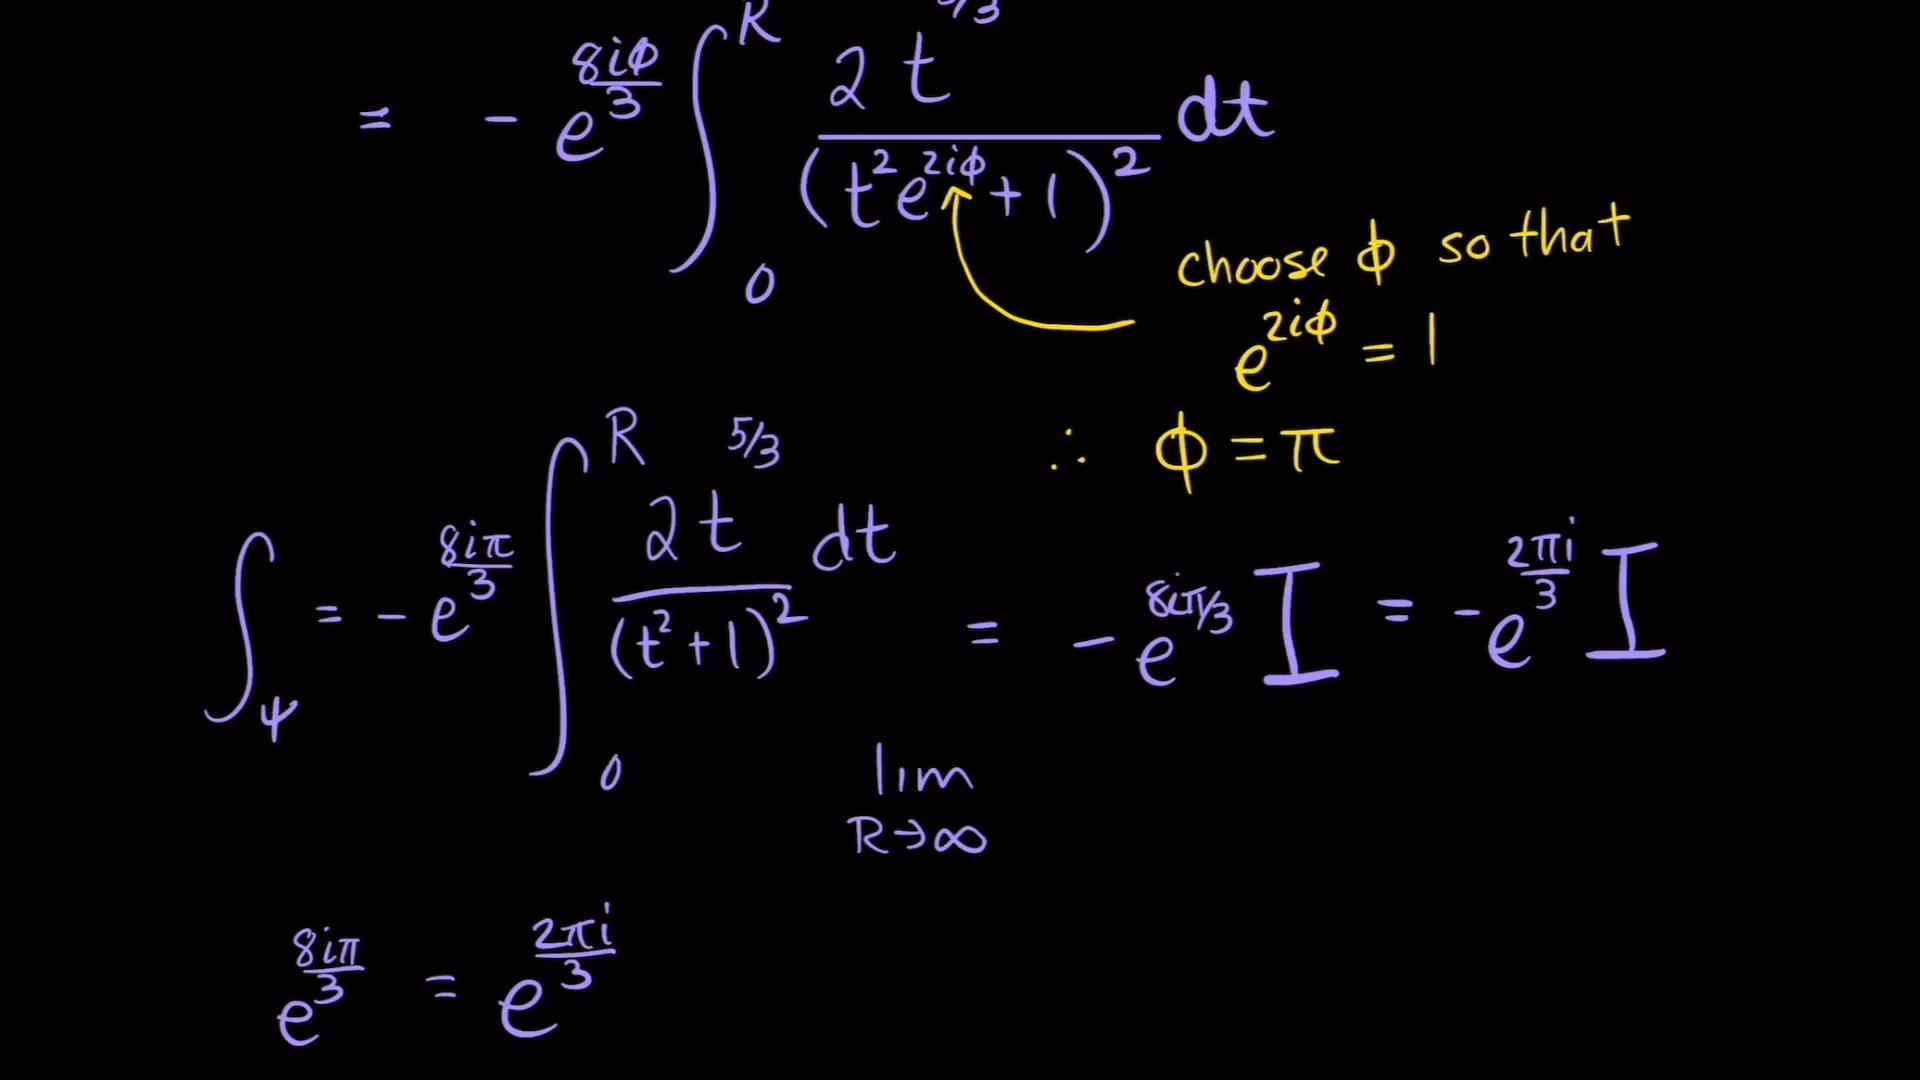 = - e^{8iϕ/3} ∫_0^R 2t^{5/3} / (t^2 e^{2iϕ} + 1)^2 dt
choose ϕ so that
e^{2iϕ} = 1
∴ ϕ = π
∫_ψ = - e^{8iπ/3} ∫_0^R 2t^{5/3} / (t^2 + 1)^2 dt = - e^{8iπ/3} I = - e^{2πi/3} I
lim
R→∞
e^{8iπ/3} = e^{2πi/3}